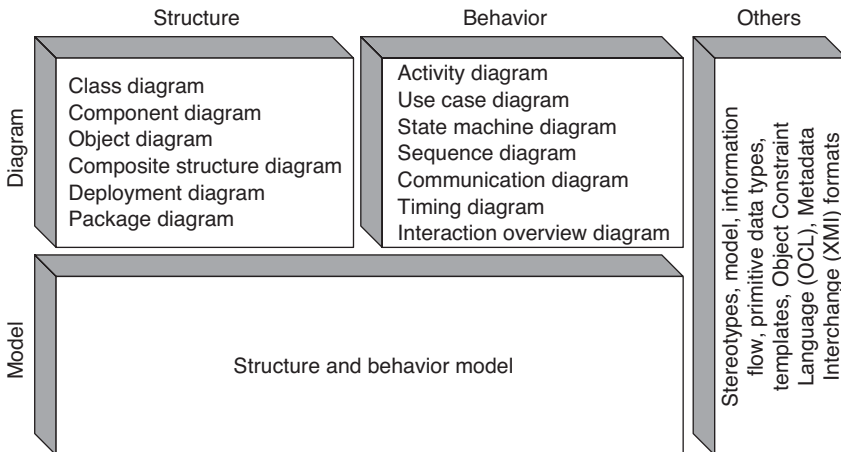 Structure
Behavior
Others
Diagram
Class diagram
Component diagram
Object diagram
Composite structure diagram
Deployment diagram
Package diagram
Activity diagram
Use case diagram
State machine diagram
Sequence diagram
Communication diagram
Timing diagram
Interaction overview diagram
Stereotypes, model, information
flow, primitive data types,
templates, Object Constraint
Language (OCL), Metadata
Interchange (XMI) formats
Model
Structure and behavior model